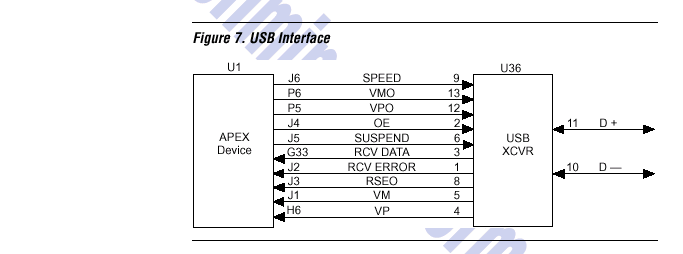 Figure 7. USB Interface
U1 U36
J6 SPEED 9
P6 VMO 13
P5 VPO 12
J4 OE 2 11 D +
APEX J5 SUSPEND 6 USB
Device G33 RCV DATA 3 XCVR
J2 RCV ERROR 1 10 D —
J3 RSEO 8
J1 VM 5
H6 VP 4